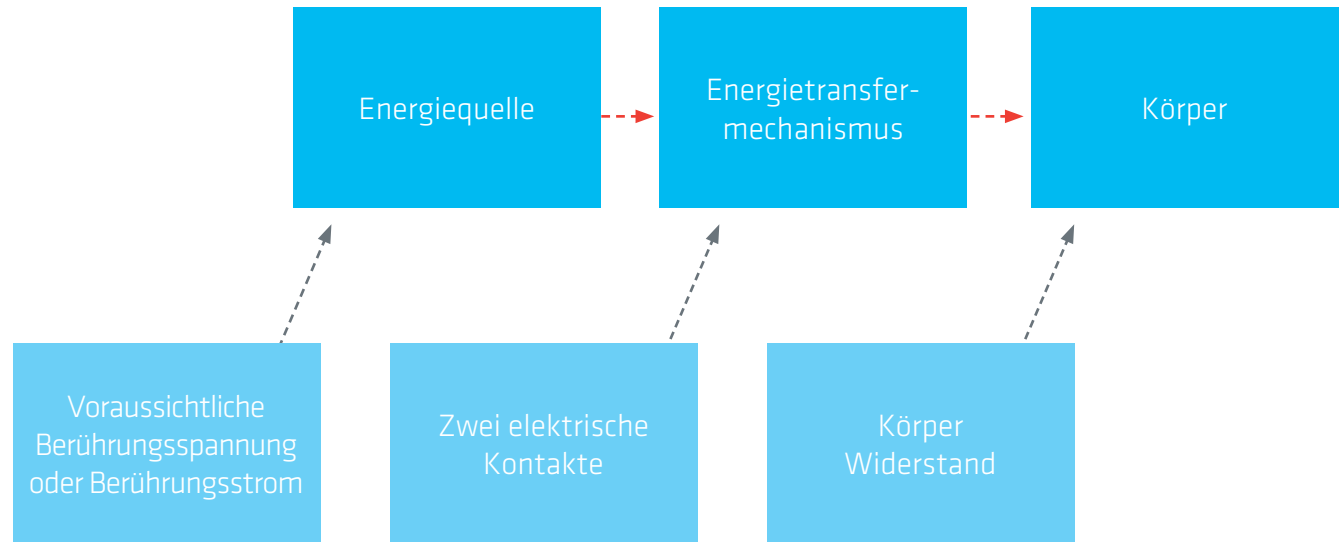 Energiequelle
Energietransfer-
mechanismus
Körper
Voraussichtliche
Berührungsspannung
oder Berührungsstrom
Zwei elektrische
Kontakte
Körper
Widerstand